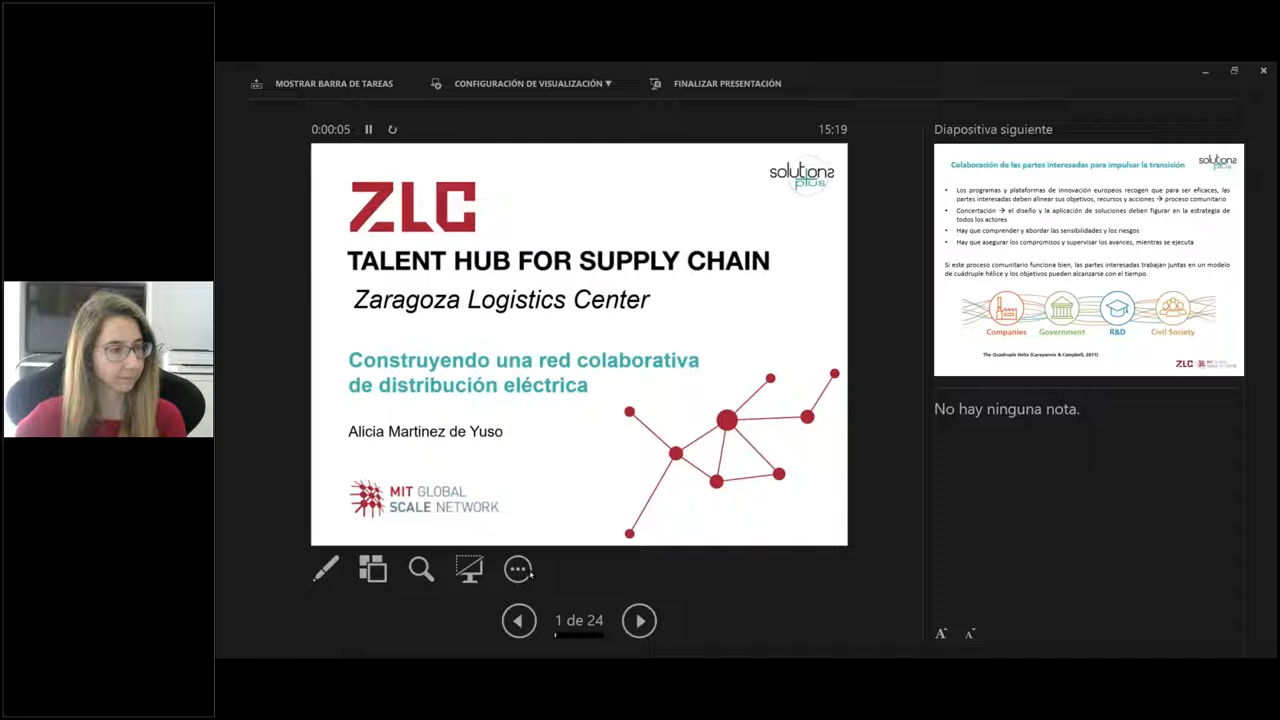 MOSTRAR BARRA DE TAREAS
CONFIGURACIÓN DE VISUALIZACIÓN ▼
FINALIZAR PRESENTACIÓN
0:00:05
15:19
ZLC
solutions
plus
TALENT HUB FOR SUPPLY CHAIN
Zaragoza Logistics Center
Construyendo una red colaborativa
de distribución eléctrica
Alicia Martinez de Yuso
MIT GLOBAL
SCALE NETWORK
1 de 24
Diapositiva siguiente
Colaboración de las partes interesadas para impulsar la transición
solutions
plus
• Los programas y plataformas de innovación europeos recogen que para ser eficaces, las
partes interesadas deben alinear sus objetivos, recursos y acciones → proceso comunitario
• Concertación → el diseño y la aplicación de soluciones deben figurar en la estrategia de
todos los actores
• Hay que comprender y abordar las sensibilidades y los riesgos
• Hay que asegurar los compromisos y supervisar los avances, mientras se ejecuta
Si este proceso comunitario funciona bien, las partes interesadas trabajan juntas en un modelo
de cuádruple hélice y los objetivos pueden alcanzarse con el tiempo.
Companies Government R&D Civil Society
The Quadruple Helix (Carayannis & Campbell, 2011)
ZLC
No hay ninguna nota.
A A